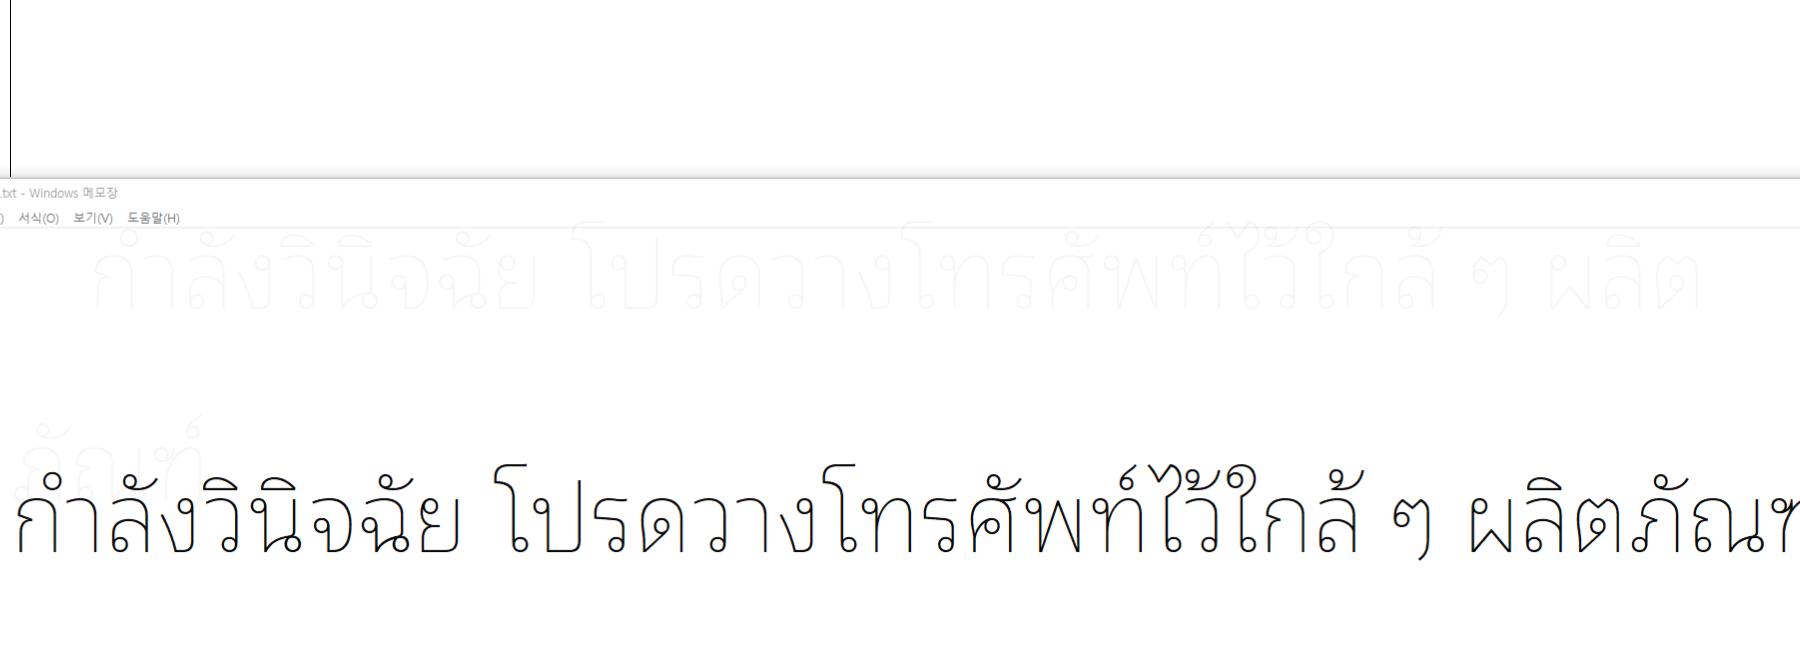 .txt - Windows 메모장
) 서식(O) 보기(V) 도움말(H)
กำลังวินิจฉัย โปรดวางโทรศัพท์ไว้ใกล้ ๆ ผลิต
ภัณฑ์
กำลังวินิจฉัย โปรดวางโทรศัพท์ไว้ใกล้ ๆ ผลิตภัณฑ